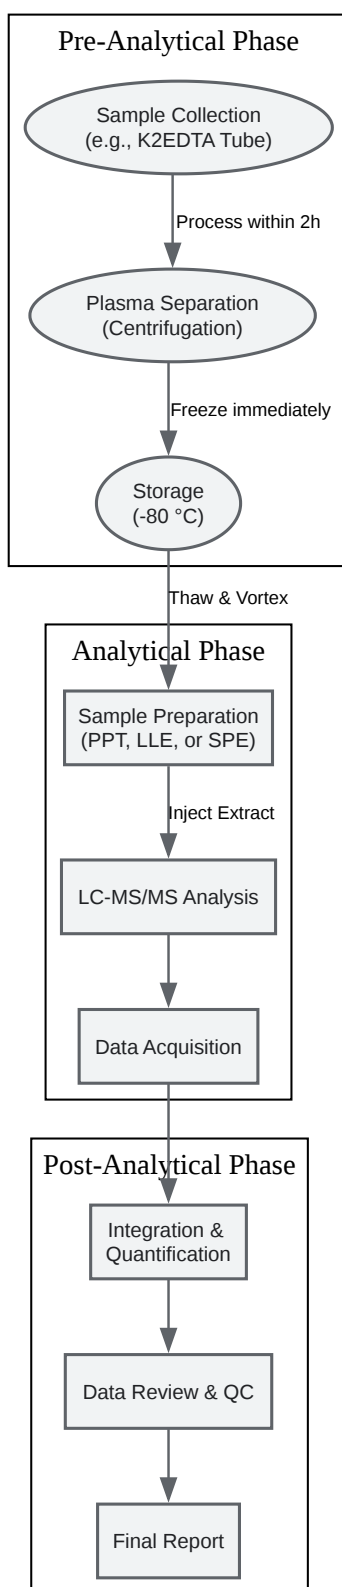 Pre-Analytical Phase
Sample Collection
(e.g., K2EDTA Tube)
Process within 2h
Plasma Separation
(Centrifugation)
Freeze immediately
Storage
(-80 °C)
Thaw & Vortex
Analytical Phase
Sample Preparation
(PPT, LLE, or SPE)
Inject Extract
LC-MS/MS Analysis
Data Acquisition
Post-Analytical Phase
Integration &
Quantification
Data Review & QC
Final Report